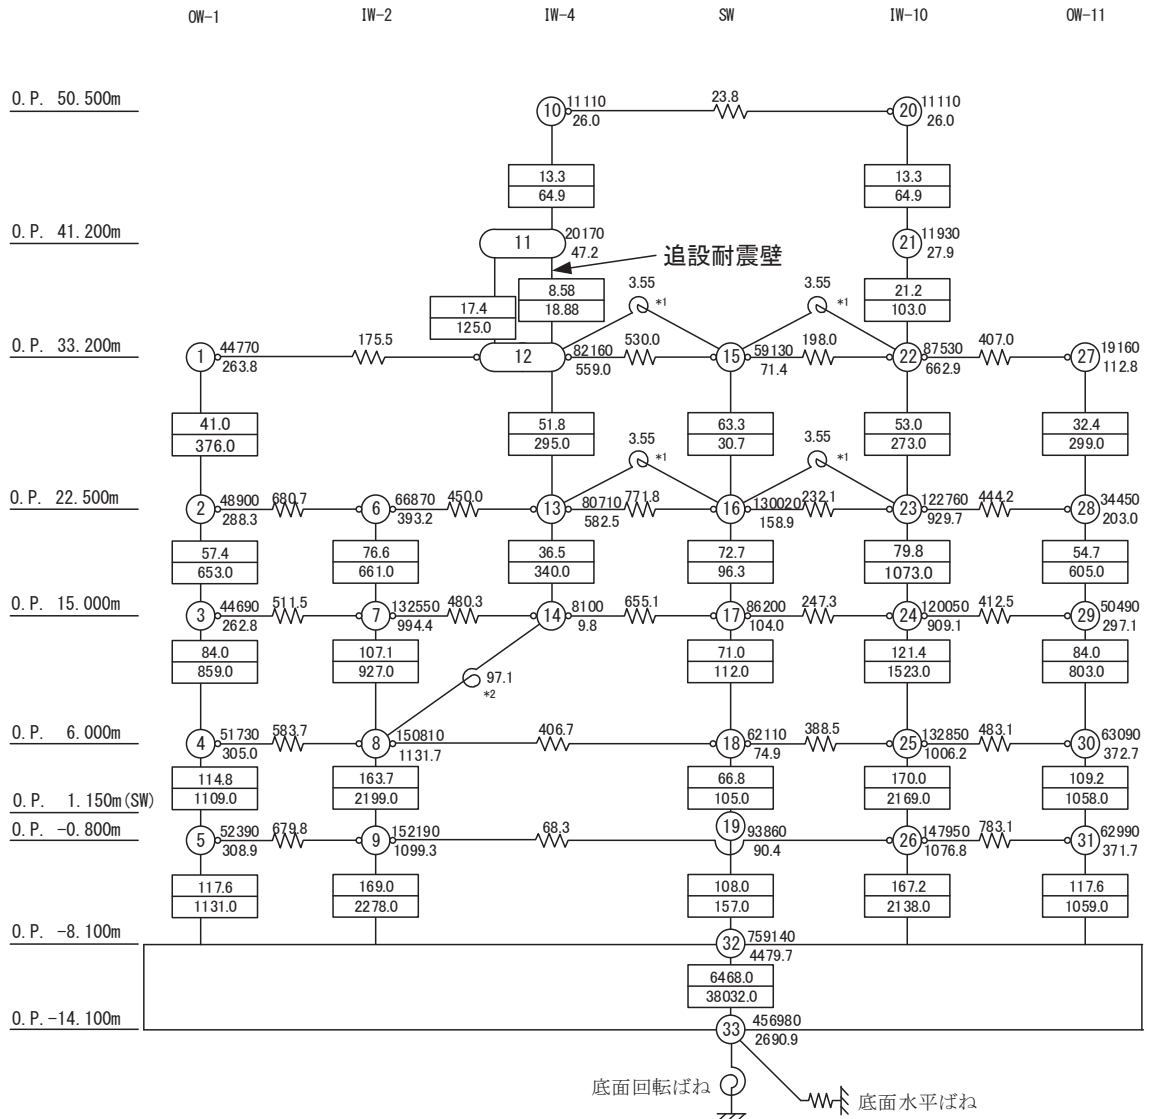 OW-1 IW-2 IW-4 SW IW-10 OW-11
O.P. 50.500m 10 11110 23.8 20 11110
26.0 26.0
13.3 13.3
64.9 64.9
O.P. 41.200m 11 20170 21 11930
47.2 27.9
追設耐震壁
17.4 8.58 3.55 3.55 21.2
125.0 18.88 *1 *1 103.0
O.P. 33.200m 1 44770 175.5 12 82160 530.0 15 59130 198.0 22 87530 407.0 27 19160
263.8 559.0 71.4 662.9 112.8
41.0 51.8 63.3 53.0 32.4
376.0 295.0 30.7 273.0 299.0
3.55 3.55
*1 *1
O.P. 22.500m 2 48900 680.7 6 66870 450.0 13 80710 771.8 16 130020 232.1 23 122760 444.2 28 34450
288.3 393.2 582.5 158.9 929.7 203.0
57.4 76.6 36.5 72.7 79.8 54.7
653.0 661.0 340.0 96.3 1073.0 605.0
O.P. 15.000m 3 44690 511.5 7 132550 480.3 14 8100 655.1 17 86200 247.3 24 120050 412.5 29 50490
262.8 994.4 9.8 104.0 909.1 297.1
84.0 107.1 71.0 121.4 84.0
859.0 927.0 112.0 1523.0 803.0
97.1
*2
O.P. 6.000m 4 51730 583.7 8 150810 406.7 18 62110 388.5 25 132850 483.1 30 63090
305.0 1131.7 74.9 1006.2 372.7
114.8 163.7 66.8 170.0 109.2
1109.0 2199.0 105.0 2169.0 1058.0
O.P. 1.150m(SW)
O.P. -0.800m 5 52390 679.8 9 152190 68.3 19 93860 26 147950 783.1 31 62990
308.9 1099.3 90.4 1076.8 371.7
117.6 169.0 108.0 167.2 117.6
1131.0 2278.0 157.0 2138.0 1059.0
O.P. -8.100m 32 759140
4479.7
6468.0
38032.0
O.P.-14.100m 33 456980
2690.9
底面回転ばね 底面水平ばね